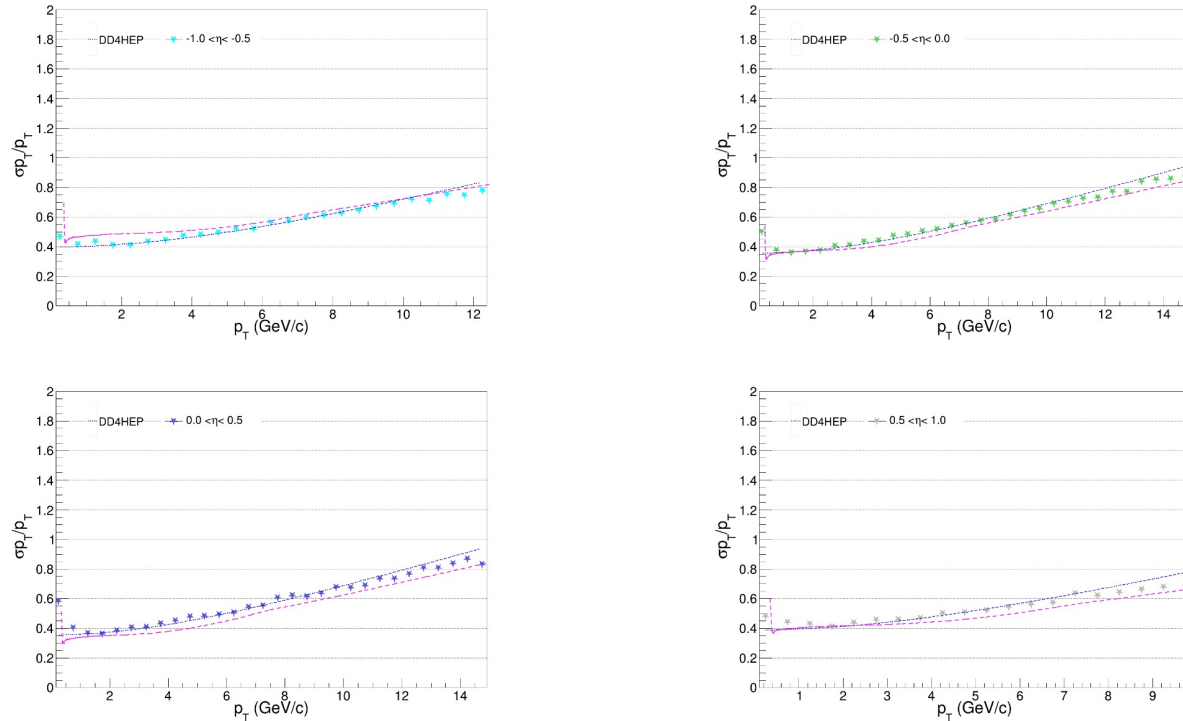 2
1.8
1.6
1.4
1.2
1
0.8
0.6
0.4
0.2
0
DD4HEP
-1.0 <η< -0.5
σp_T/p_T
2 4 6 8 10 12
p_T (GeV/c)
2
1.8
1.6
1.4
1.2
1
0.8
0.6
0.4
0.2
0
DD4HEP
-0.5 <η< 0.0
σp_T/p_T
2 4 6 8 10 12 14
p_T (GeV/c)
2
1.8
1.6
1.4
1.2
1
0.8
0.6
0.4
0.2
0
DD4HEP
0.0 <η< 0.5
σp_T/p_T
2 4 6 8 10 12 14
p_T (GeV/c)
2
1.8
1.6
1.4
1.2
1
0.8
0.6
0.4
0.2
0
DD4HEP
0.5 <η< 1.0
σp_T/p_T
1 2 3 4 5 6 7 8 9
p_T (GeV/c)